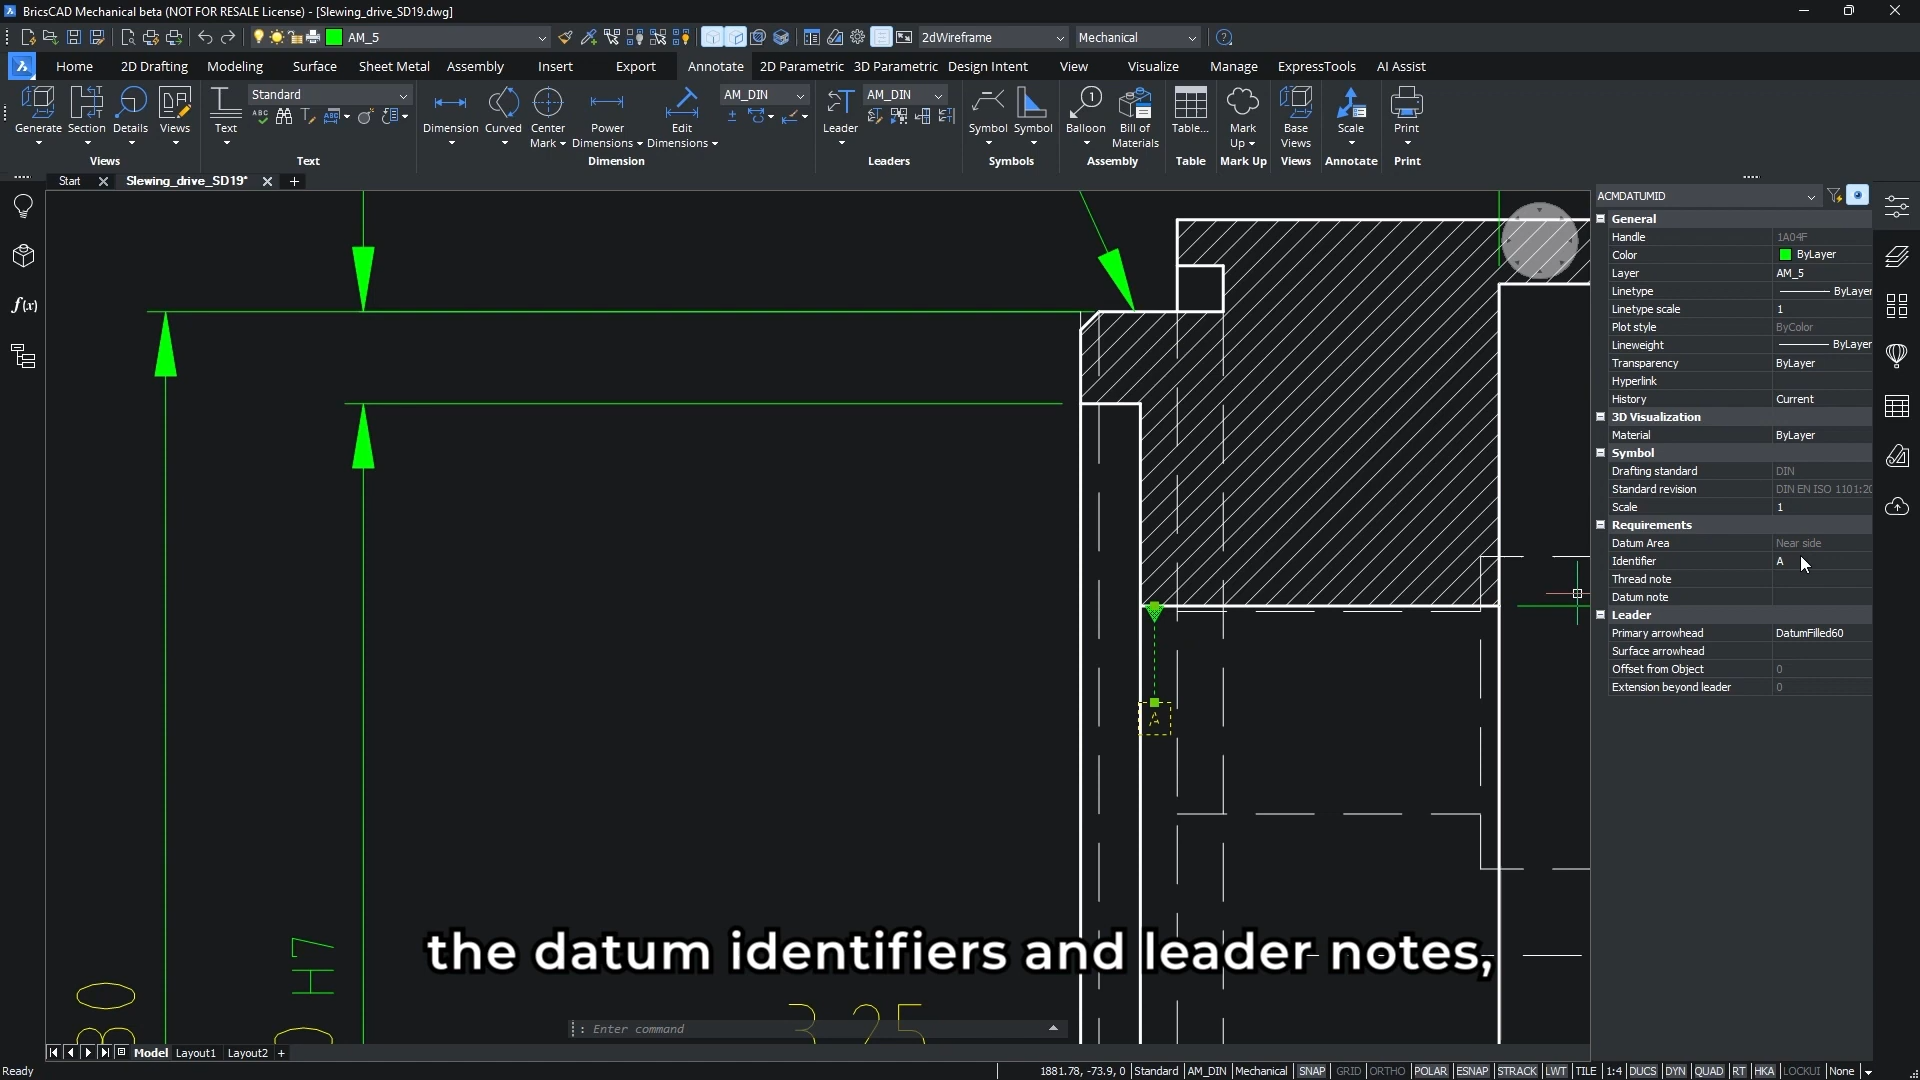 BricsCAD Mechanical beta (NOT FOR RESALE License) - [Slewing_drive_SD19.dwg]
AM_5 2dWireframe Mechanical
Home 2D Drafting Modeling Surface Sheet Metal Assembly Insert Export Annotate 2D Parametric 3D Parametric Design Intent View Visualize Manage ExpressTools AI Assist
Standard AM_DIN AM_DIN
Generate Section Details Views Text Dimension Curved Center Mark Power Dimensions Edit Dimensions Leader Symbol Symbol Balloon Bill of Materials Table... Mark Up Base Views Scale Print
Views Text Dimension Leaders Symbols Assembly Table Mark Up Views Annotate Print
Start Slewing_drive_SD19*
ACMDATUMID
General
Handle 1A04F
Color ByLayer
Layer AM_5
Linetype ByLayer
Linetype scale 1
Plot style ByColor
Lineweight ByLayer
Transparency ByLayer
Hyperlink
History Current
3D Visualization
Material ByLayer
Symbol
Drafting standard DIN
Standard revision DIN EN ISO 1101:20
Scale 1
Requirements
Datum Area Near side
Identifier A
Thread note
Datum note
Leader
Primary arrowhead DatumFilled60
Surface arrowhead
Offset from Object 0
Extension beyond leader 0
A
H7
the datum identifiers and leader notes,
80
325
: Enter command
Model Layout1 Layout2 +
Ready 1881.78, -73.9, 0 Standard AM_DIN Mechanical SNAP GRID ORTHO POLAR ESNAP STRACK LWT TILE 1:4 DUCS DYN QUAD RT HKA LOCKUI None